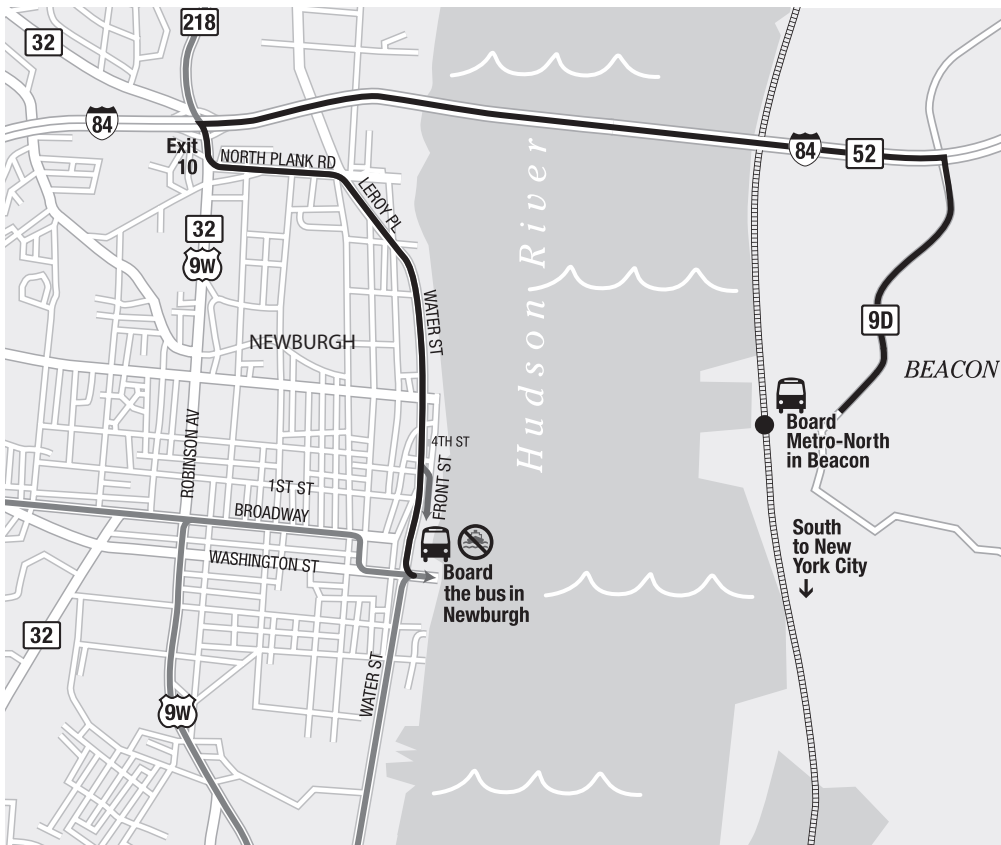 218
32
84
Exit
10
NORTH PLANK RD
LEROY PL
84
52
32
9W
Hudson River
WATER ST
NEWBURGH
9D
BEACON
Board
Metro-North
in Beacon
ROBINSON AV
4TH ST
FRONT ST
1ST ST
BROADWAY
WASHINGTON ST
Board
the bus in
Newburgh
South
to New
York City
32
WATER ST
9W